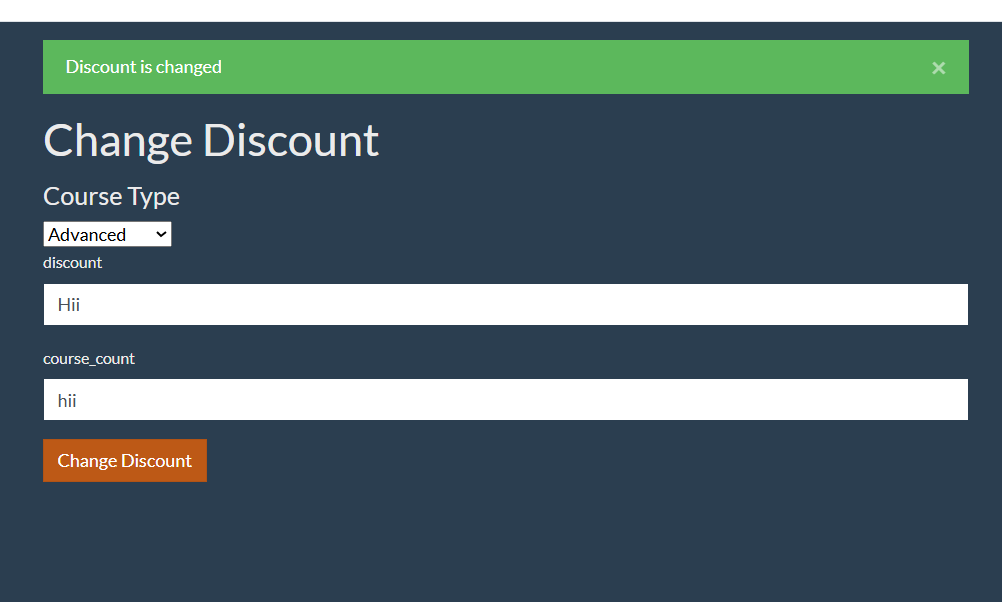 Discount is changed ×
Change Discount
Course Type
Advanced
discount
Hii
course_count
hii
Change Discount